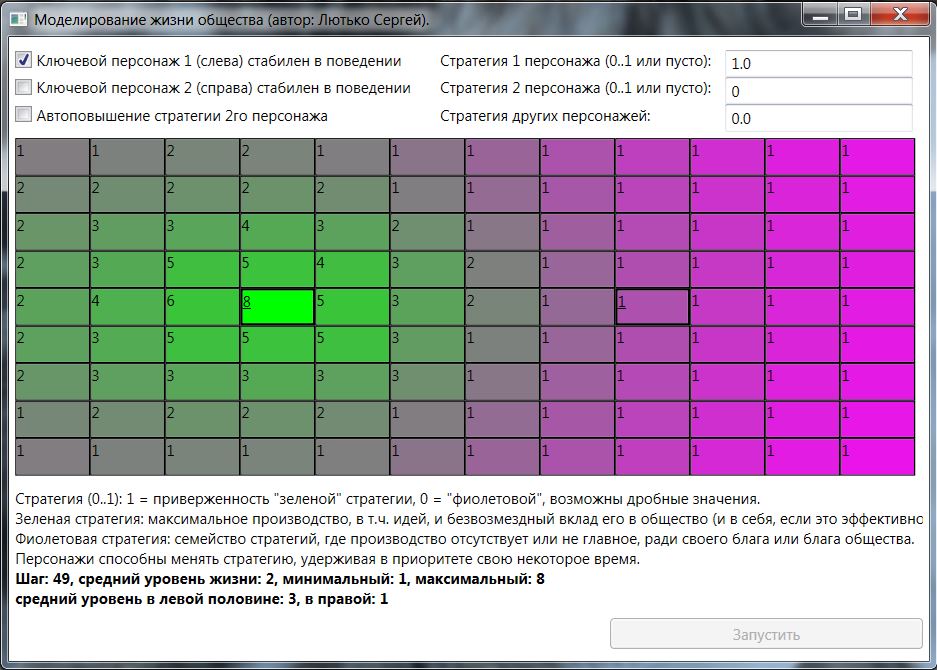 Моделирование жизни общества (автор: Лютько Сергей).
Ключевой персонаж 1 (слева) стабилен в поведении Стратегия 1 персонажа (0..1 или пусто): 1.0
Ключевой персонаж 2 (справа) стабилен в поведении Стратегия 2 персонажа (0..1 или пусто): 0
Автоповышение стратегии 2го персонажа Стратегия других персонажей: 0.0
1 1 2 2 1 1 1 1 1 1 1 1
2 2 2 2 2 1 1 1 1 1 1 1
2 3 3 4 3 2 1 1 1 1 1 1
2 3 5 5 4 3 2 1 1 1 1 1
2 4 6 8 5 3 2 1 1 1 1 1
2 3 5 5 5 3 1 1 1 1 1 1
2 3 3 3 3 3 1 1 1 1 1 1
1 2 2 2 2 1 1 1 1 1 1 1
1 1 1 1 1 1 1 1 1 1 1 1
Стратегия (0..1): 1 = приверженность "зеленой" стратегии, 0 = "фиолетовой", возможны дробные значения.
Зеленая стратегия: максимальное производство, в т.ч. идей, и безвозмездный вклад его в общество (и в себя, если это эффективно
Фиолетовая стратегия: семейство стратегий, где производство отсутствует или не главное, ради своего блага или блага общества.
Персонажи способны менять стратегию, удерживая в приоритете свою некоторое время.
Шаг: 49, средний уровень жизни: 2, минимальный: 1, максимальный: 8
средний уровень в левой половине: 3, в правой: 1
Запустить